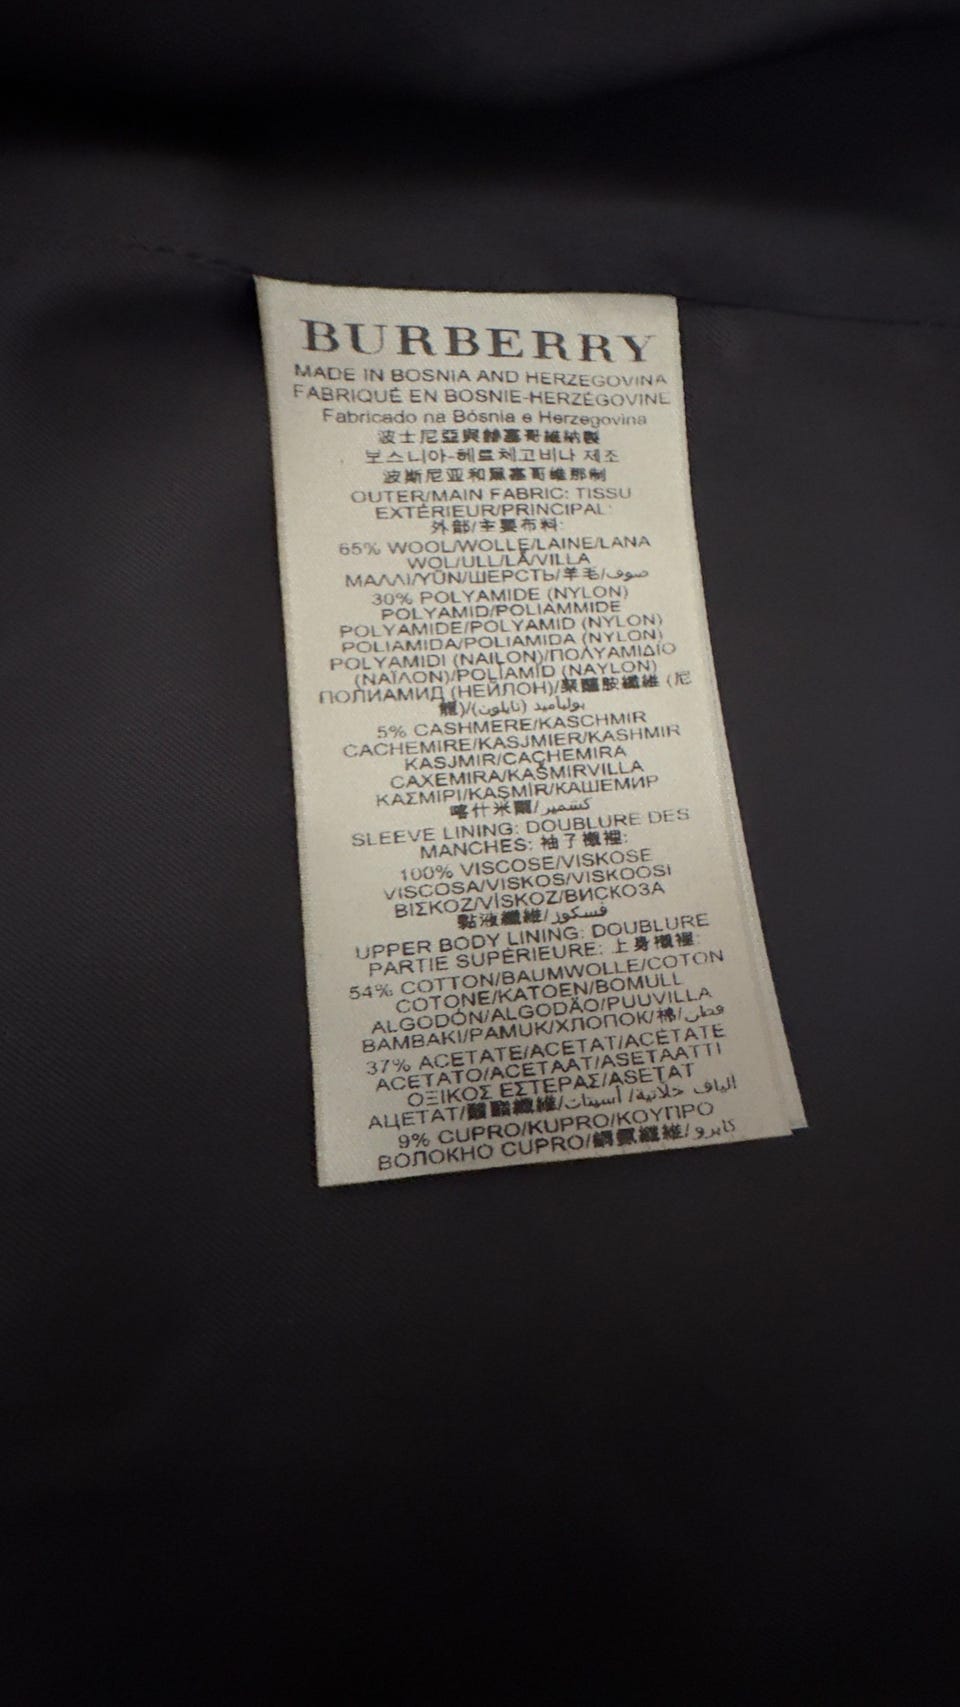 BURBERRY
MADE IN BOSNIA AND HERZEGOVINA
FABRIQUÉ EN BOSNIE-HERZÉGOVINE
Fabricado na Bósnia e Herzegovina
波士尼亞與赫塞哥維納製
보스니아-헤르체고비나 제조
波斯尼亚和黑塞哥维那制
OUTER/MAIN FABRIC: TISSU
EXTÉRIEUR/PRINCIPAL:
外部/主要布料:
65% WOOL/WOLLE/LAINE/LANA
WOL/ULL/LÃ/VILLA
ΜΑΛΛΙ/YÜN/ШЕРСТЬ/羊毛/صوف
30% POLYAMIDE (NYLON)
POLYAMID/POLIAMMIDE
POLYAMIDE/POLYAMID (NYLON)
POLIAMIDA/POLIAMIDA (NYLON)
POLYAMIDI (NAILON)/ΠΟΛΥΑΜΙΔΙΟ
(ΝΑΪΛΟΝ)/POLİAMİD (NAYLON)
ПОЛИАМИД (НЕЙЛОН)/聚醯胺纖維 (尼
龍)/بولياميد (نايلون)
5% CASHMERE/KASCHMIR
CACHEMIRE/KASJMIER/KASHMIR
KASJMIR/CACHEMIRA
CAXEMIRA/KAŠMIRVILLA
ΚΑΣΜΙΡΙ/KAŞMİR/КАШЕМИР
喀什米爾/كشمير
SLEEVE LINING: DOUBLURE DES
MANCHES: 袖子襯裡:
100% VISCOSE/VISKOSE
VISCOSA/VISKOS/VISKOOSI
ΒΙΣΚΟΖ/VİSKOZ/ВИСКОЗА
黏液纖維/فسكوز
UPPER BODY LINING: DOUBLURE
PARTIE SUPÉRIEURE: 上身襯裡:
54% COTTON/BAUMWOLLE/COTON
COTONE/KATOEN/BOMULL
ALGODÓN/ALGODÃO/PUUVILLA
BAMBAKI/PAMUK/ХЛОПОК/棉/قطن
37% ACETATE/ACETAT/ACÉTATE
ACETATO/ACETAAT/ASETAATTI
ΟΞΙΚΟΣ ΕΣΤΕΡΑΣ/ASETAT
АЦЕТАТ/醋酯纖維/ألياف خلاتية/ أسيتات
9% CUPRO/KUPRO/ΚΟΥΠΡΟ
ВОЛОКНО CUPRO/銅氨纖維/كابرو